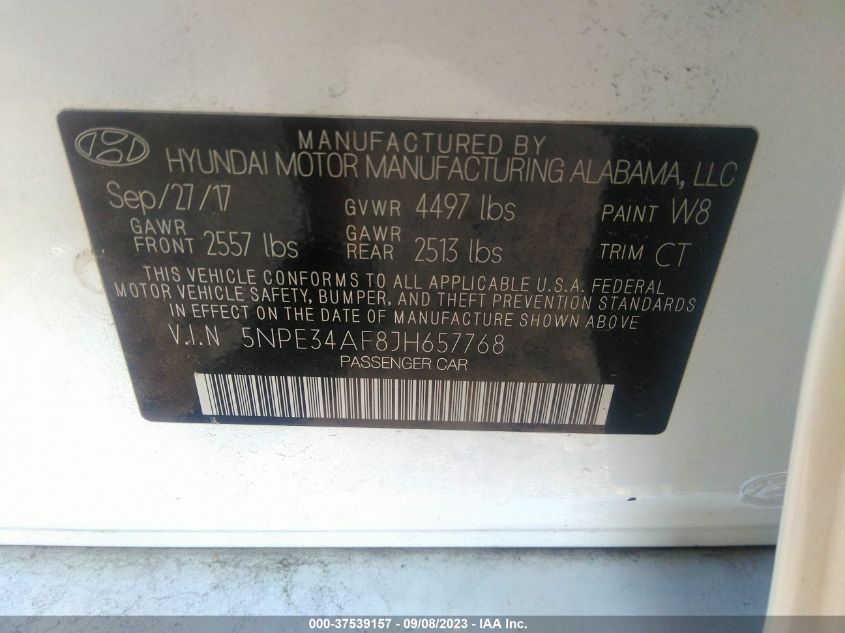 MANUFACTURED BY
HYUNDAI MOTOR MANUFACTURING ALABAMA, LLC
Sep/27/17 GVWR 4497 lbs PAINT W8
GAWR FRONT 2557 lbs GAWR REAR 2513 lbs TRIM CT
THIS VEHICLE CONFORMS TO ALL APPLICABLE U.S.A. FEDERAL
MOTOR VEHICLE SAFETY, BUMPER, AND THEFT PREVENTION STANDARDS
IN EFFECT ON THE DATE OF MANUFACTURE SHOWN ABOVE
V.I.N 5NPE34AF8JH657768
PASSENGER CAR
000-37539157 - 09/08/2023 - IAA Inc.